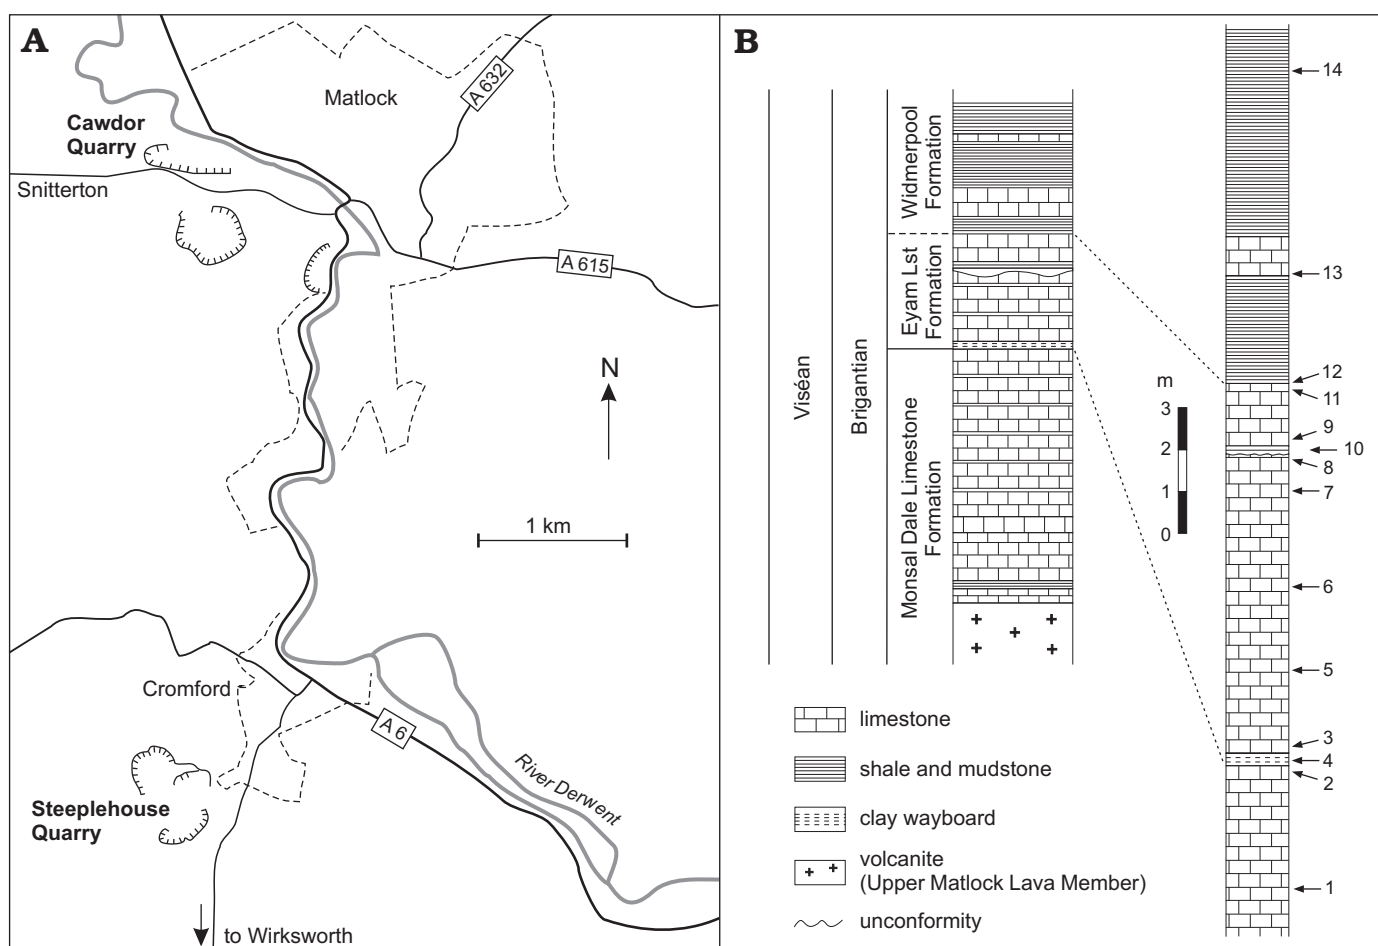 A
Matlock
A 632
Cawdor
Quarry
Snitterton
A 615
N
1 km
Cromford
A 6
River Derwent
Steeplehouse
Quarry
to Wirksworth
B
Viséan
Brigantian
Widmerpool
Formation
Eyam Lst
Formation
Monsal Dale Limestone
Formation
limestone
shale and mudstone
clay wayboard
volcanite
(Upper Matlock Lava Member)
unconformity
m
3
2
1
0
14
13
12
11
9
10
8
7
6
5
3
4
2
1